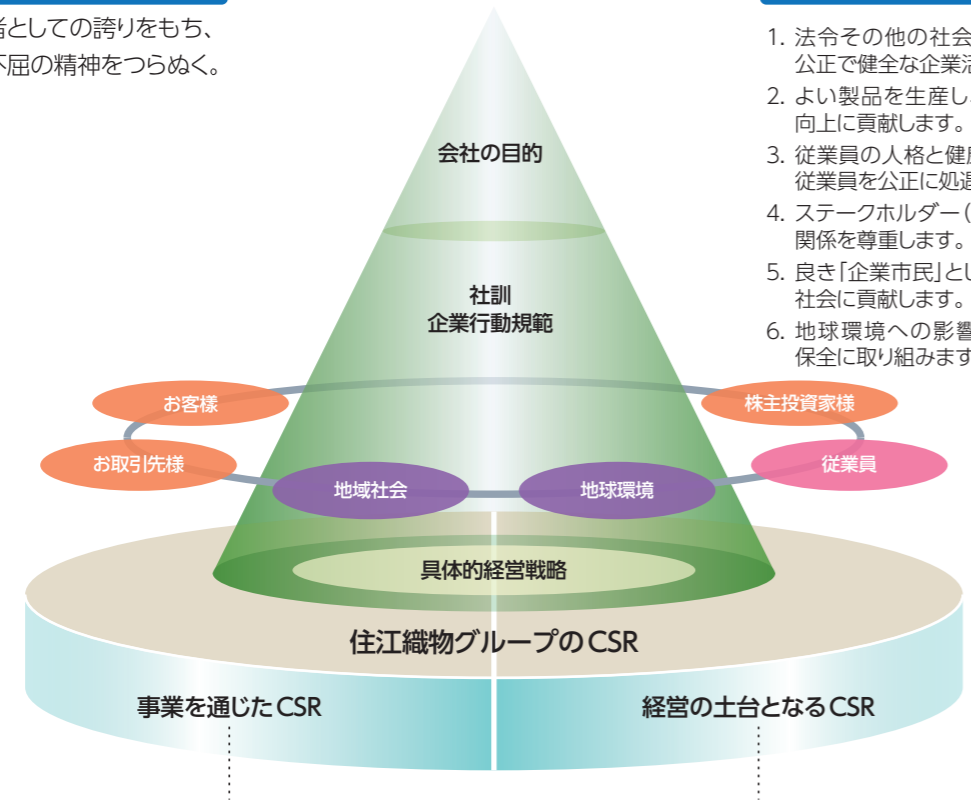 者としての誇りをもち、
不屈の精神をつらぬく。
1. 法令その他の社会
公正で健全な企業活
2. よい製品を生産し、
向上に貢献します。
3. 従業員の人格と健康
従業員を公正に処遇
4. ステークホルダー（
関係を尊重します。
5. 良き「企業市民」とし
社会に貢献します。
6. 地球環境への影響
保全に取り組みます
会社の目的
社訓
企業行動規範
お客様
株主投資家様
お取引先様
従業員
地域社会
地球環境
具体的経営戦略
住江織物グループのCSR
事業を通じたCSR
経営の土台となるCSR